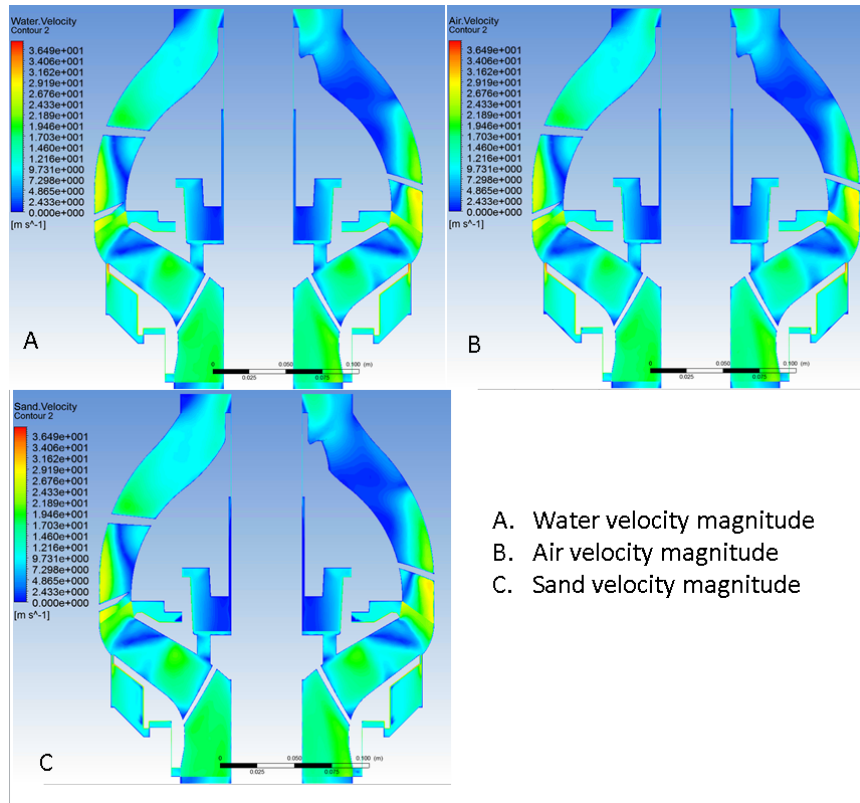 Water.Velocity
Contour 2
3.649e+001
3.406e+001
3.162e+001
2.919e+001
2.676e+001
2.433e+001
2.189e+001
1.946e+001
1.703e+001
1.460e+001
1.216e+001
9.731e+000
7.298e+000
4.865e+000
2.433e+000
0.000e+000
[m s^-1]
A
0 0.050 0.100 (m)
0.025 0.075
Air.Velocity
Contour 2
3.649e+001
3.406e+001
3.162e+001
2.919e+001
2.676e+001
2.433e+001
2.189e+001
1.946e+001
1.703e+001
1.460e+001
1.216e+001
9.731e+000
7.298e+000
4.865e+000
2.433e+000
0.000e+000
[m s^-1]
B
0 0.050 0.100 (m)
0.025 0.075
Sand.Velocity
Contour 2
3.649e+001
3.406e+001
3.162e+001
2.919e+001
2.676e+001
2.433e+001
2.189e+001
1.946e+001
1.703e+001
1.460e+001
1.216e+001
9.731e+000
7.298e+000
4.865e+000
2.433e+000
0.000e+000
[m s^-1]
C
0 0.050 0.100 (m)
0.025 0.075
A. Water velocity magnitude
B. Air velocity magnitude
C. Sand velocity magnitude